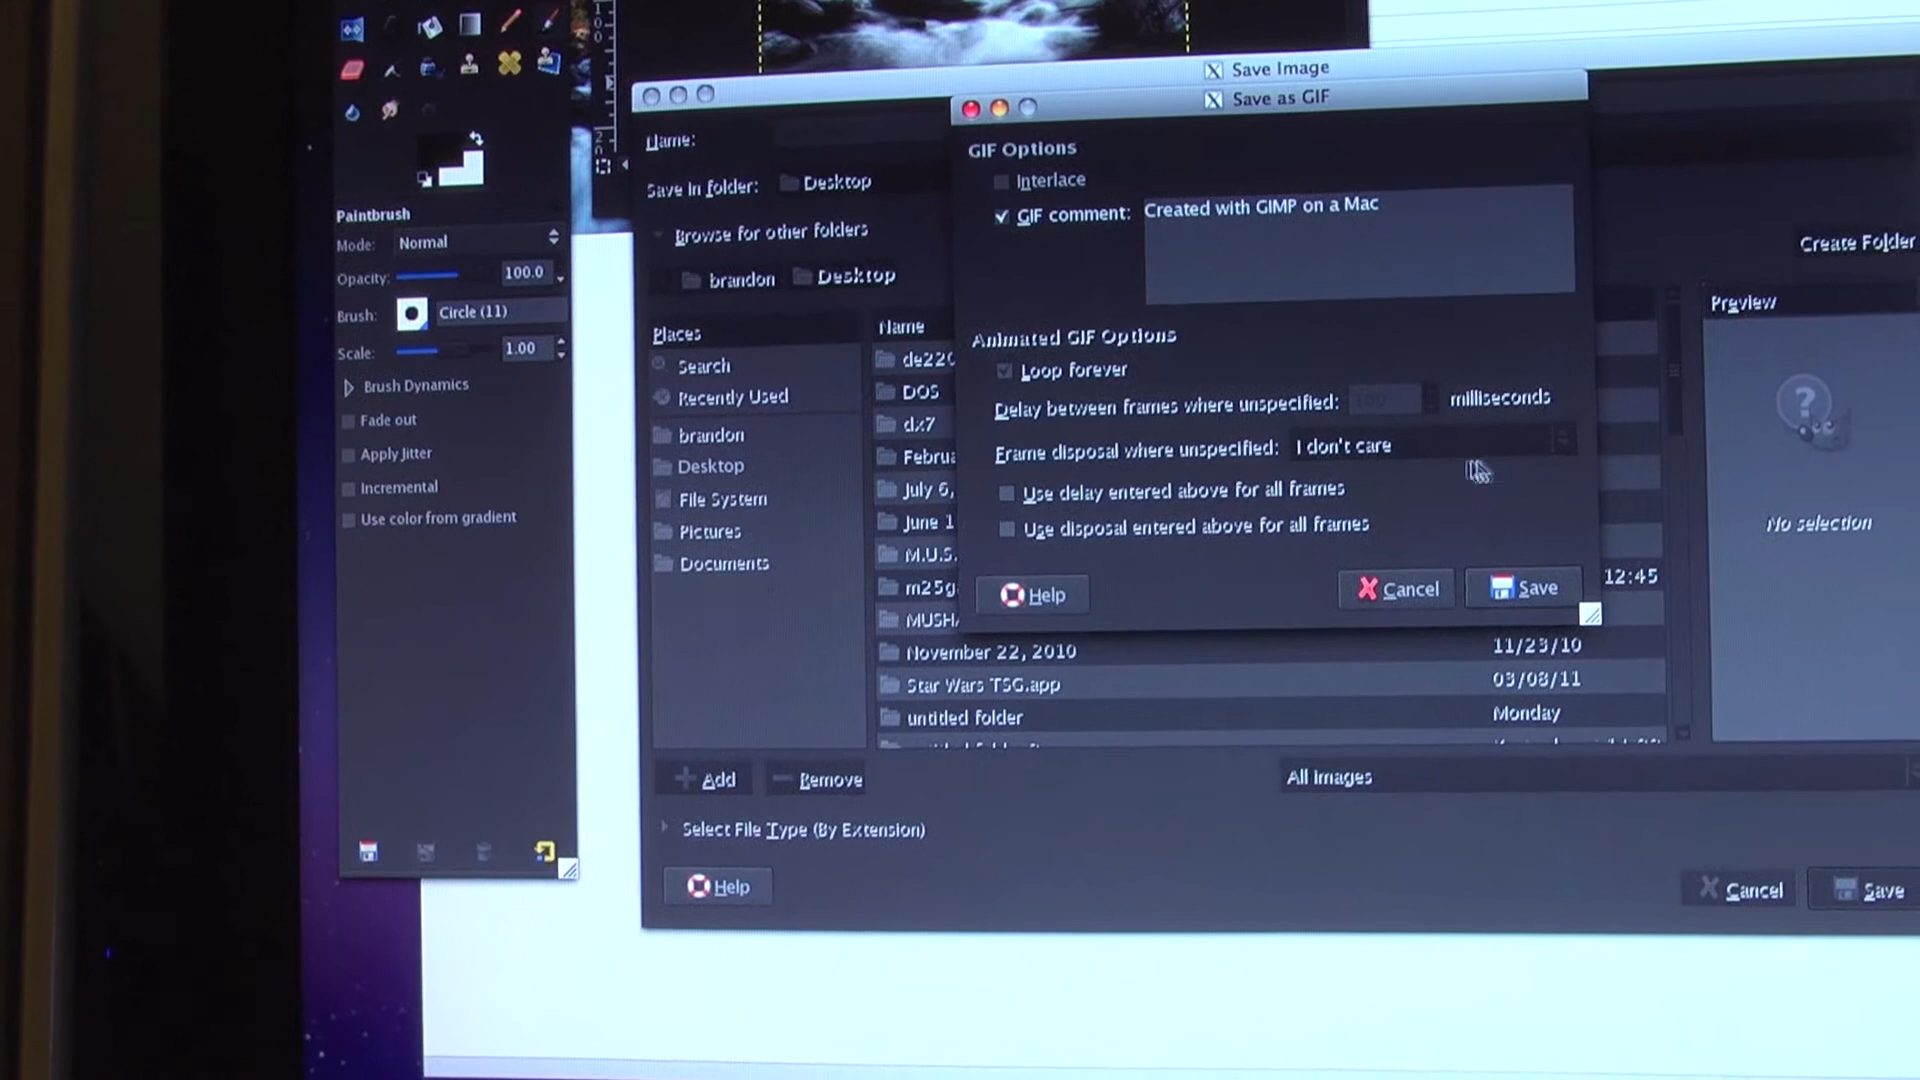 Paintbrush
Mode: Normal
Opacity: 100.0
Brush: Circle (11)
Scale: 1.00
Brush Dynamics
Fade out
Apply Jitter
Incremental
Use color from gradient
Save Image
Name:
Save in folder: Desktop
Browse for other folders
brandon Desktop
Create Folder
Places
Search
Recently Used
brandon
Desktop
File System
Pictures
Documents
Name
de220
DOS
dx7
Februa
July 6,
June 1
M.U.S.
m25g
12:45
MUSH
November 22, 2010 11/23/10
Star Wars TSG.app 03/08/11
untitled folder Monday
Preview
No selection
Add Remove
All Images
Select File Type (By Extension)
Help Cancel Save
Save as GIF
GIF Options
Interlace
GIF comment: Created with GIMP on a Mac
Animated GIF Options
Loop forever
Delay between frames where unspecified: milliseconds
Frame disposal where unspecified: I don't care
Use delay entered above for all frames
Use disposal entered above for all frames
Help Cancel Save